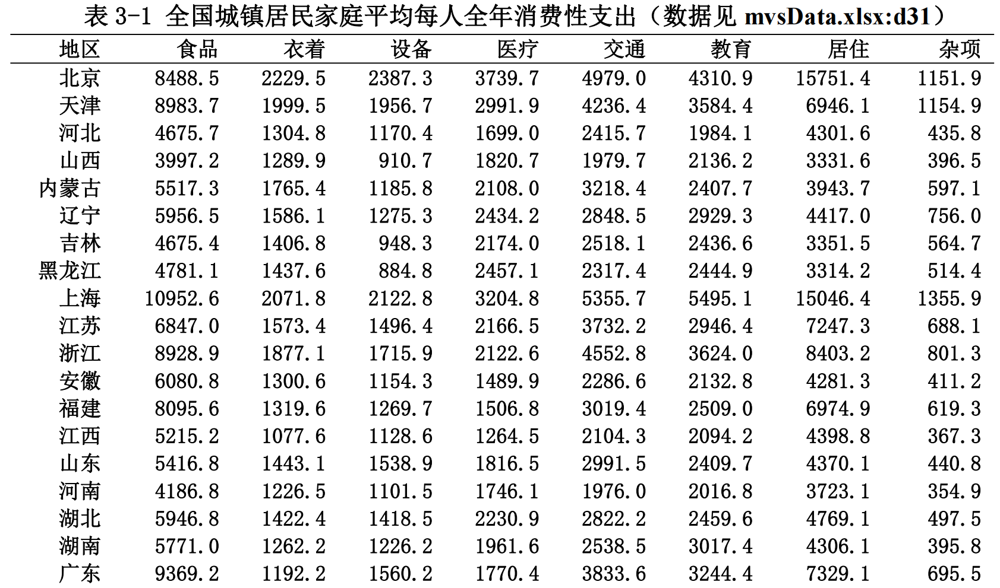 表 3-1 全国城镇居民家庭平均每人全年消费性支出（数据见 mvsData.xlsx:d31）
地区 食品 衣着 设备 医疗 交通 教育 居住 杂项
北京 8488.5 2229.5 2387.3 3739.7 4979.0 4310.9 15751.4 1151.9
天津 8983.7 1999.5 1956.7 2991.9 4236.4 3584.4 6946.1 1154.9
河北 4675.7 1304.8 1170.4 1699.0 2415.7 1984.1 4301.6 435.8
山西 3997.2 1289.9 910.7 1820.7 1979.7 2136.2 3331.6 396.5
内蒙古 5517.3 1765.4 1185.8 2108.0 3218.4 2407.7 3943.7 597.1
辽宁 5956.5 1586.1 1275.3 2434.2 2848.5 2929.3 4417.0 756.0
吉林 4675.4 1406.8 948.3 2174.0 2518.1 2436.6 3351.5 564.7
黑龙江 4781.1 1437.6 884.8 2457.1 2317.4 2444.9 3314.2 514.4
上海 10952.6 2071.8 2122.8 3204.8 5355.7 5495.1 15046.4 1355.9
江苏 6847.0 1573.4 1496.4 2166.5 3732.2 2946.4 7247.3 688.1
浙江 8928.9 1877.1 1715.9 2122.6 4552.8 3624.0 8403.2 801.3
安徽 6080.8 1300.6 1154.3 1489.9 2286.6 2132.8 4281.3 411.2
福建 8095.6 1319.6 1269.7 1506.8 3019.4 2509.0 6974.9 619.3
江西 5215.2 1077.6 1128.6 1264.5 2104.3 2094.2 4398.8 367.3
山东 5416.8 1443.1 1538.9 1816.5 2991.5 2409.7 4370.1 440.8
河南 4186.8 1226.5 1101.5 1746.1 1976.0 2016.8 3723.1 354.9
湖北 5946.8 1422.4 1418.5 2230.9 2822.2 2459.6 4769.1 497.5
湖南 5771.0 1262.2 1226.2 1961.6 2538.5 3017.4 4306.1 395.8
广东 9369.2 1192.2 1560.2 1770.4 3833.6 3244.4 7329.1 695.5